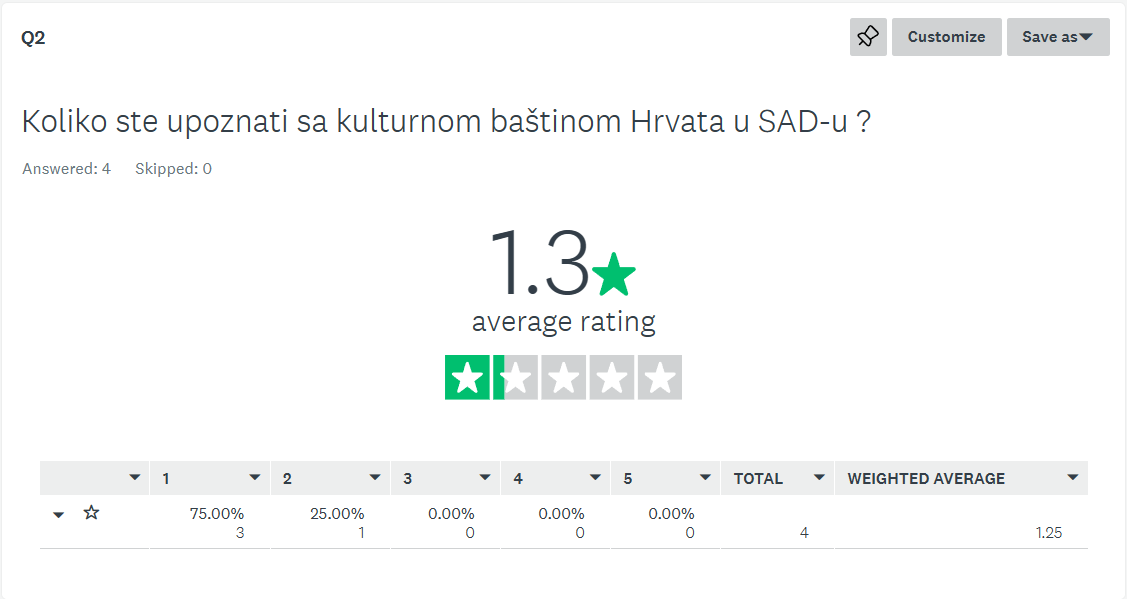 Q2
Customize
Save as
Koliko ste upoznati sa kulturnom baštinom Hrvata u SAD-u ?
Answered: 4 Skipped: 0
1.3
average rating
1 2 3 4 5 TOTAL WEIGHTED AVERAGE
75.00% 25.00% 0.00% 0.00% 0.00%
3 1 0 0 0 4 1.25